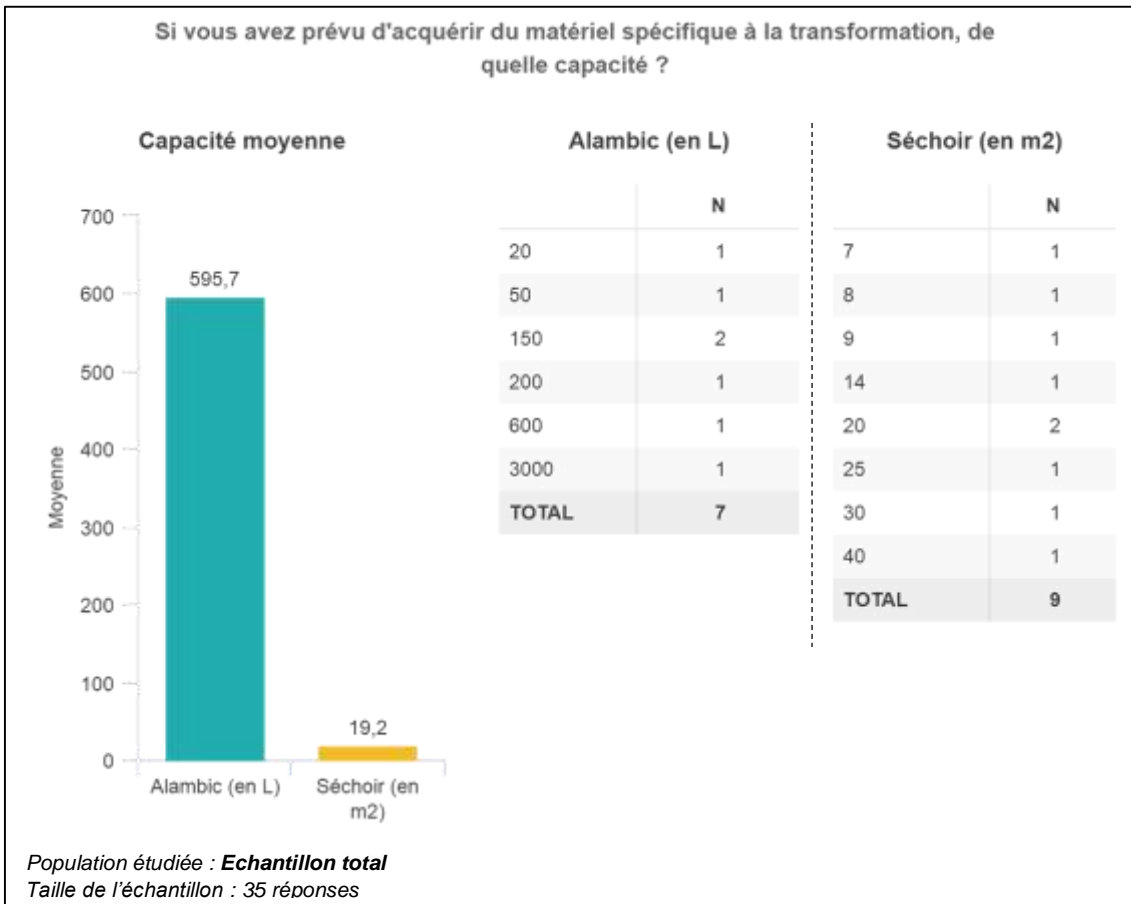 Si vous avez prévu d'acquérir du matériel spécifique à la transformation, de
quelle capacité ?
Capacité moyenne
Moyenne
700
600
500
400
300
200
100
0
595,7
19,2
Alambic (en L)
Séchoir (en
m2)
Alambic (en L)
N
20 1
50 1
150 2
200 1
600 1
3000 1
TOTAL 7
Séchoir (en m2)
N
7 1
8 1
9 1
14 1
20 2
25 1
30 1
40 1
TOTAL 9
Population étudiée : Echantillon total
Taille de l'échantillon : 35 réponses